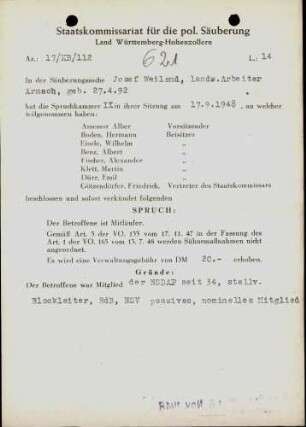 Staatskommissariat für die pol. Säuberung
Land Württemberg-Hohenzollern
Az.: 17/KB/112 621 L.: 14
In der Säuberungssache Josef Weiland, landw.Arbeiter
geb. 27.4.92
hat die Spruchkammer IX in ihrer Sitzung am 17.9.1948, an welcher
teilgenommen haben:
Assessor Alber Vorsitzender
Boden, Hermann Beisitzer
Eisele, Wilhelm "
Benz, Albert "
Fischer, Alexander "
Klett, Martin "
Dürr, Emil "
Götzendörfer, Friedrich, Vertreter des Staatskommissars
beschlossen und sofort verkündet folgenden
SPRUCH:
Der Betroffene ist Mitläufer.
Gemäß Art. 5 der VO. 133 vom 17. 11. 47 in der Fassung des
Art. 1 der VO. 165 vom 13. 7. 48 werden Sühnemaßnahmen nicht
angeordnet.
Es wird eine Verwaltungsgebühr von DM 20.- erhoben.
Gründe:
Der Betroffene war Mitglied der NSDAP seit 34, stellv.
Blockleiter, RdB, NSV passives, nominelles Mitglied